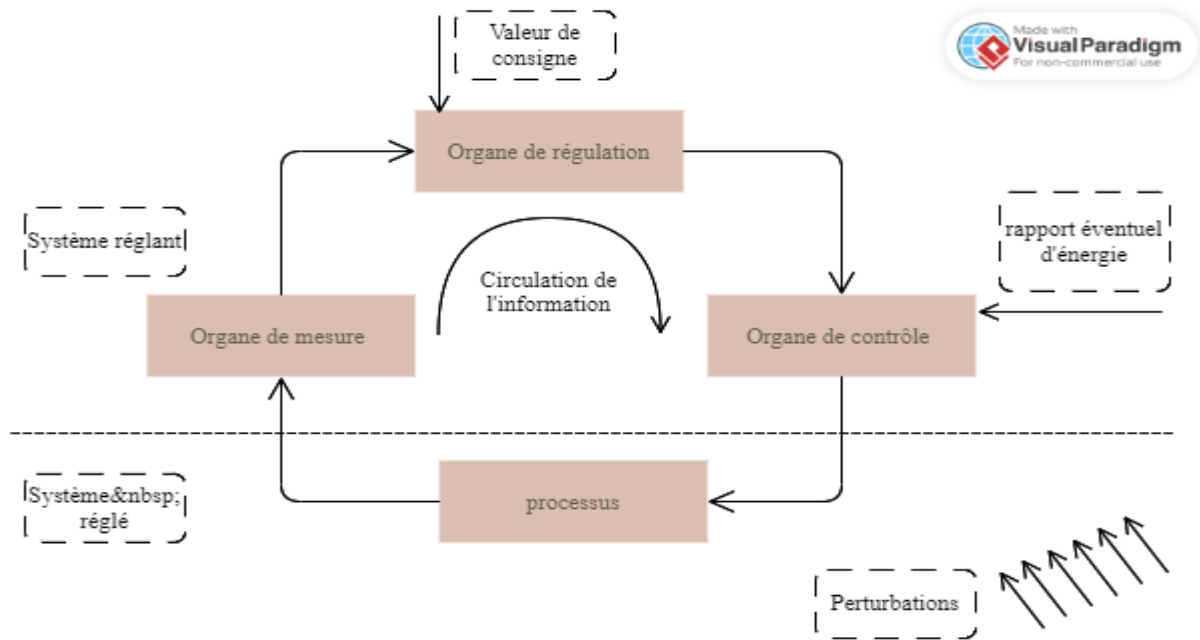 Valeur de
consigne
Made with
Visual Paradigm
For non-commercial use
Organe de régulation
Système réglant
rapport éventuel
d'énergie
Circulation de
l'information
Organe de mesure
Organe de contrôle
Système&nbsp;
réglé
processus
Perturbations